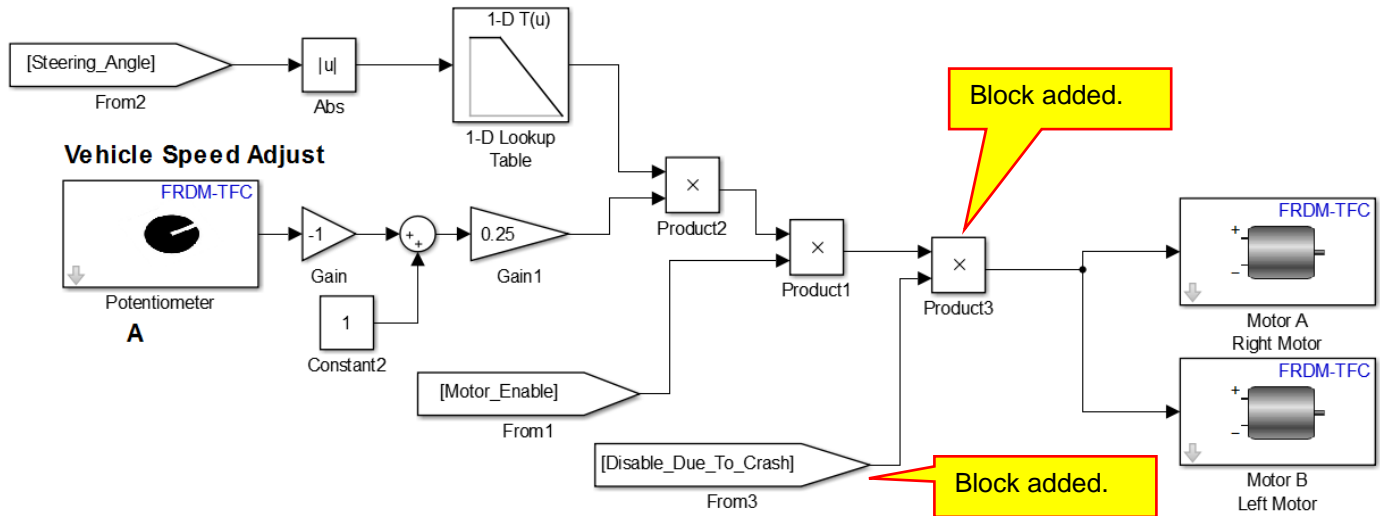 1-D T(u)
[Steering_Angle]
From2
|u|
Abs
1-D Lookup
Table
Block added.
Vehicle Speed Adjust
FRDM-TFC
Potentiometer
A
-1
Gain
+
+
0.25
Gain1
1
Constant2
×
Product2
×
Product1
×
Product3
FRDM-TFC
+
−
Motor A
Right Motor
FRDM-TFC
+
−
Motor B
Left Motor
[Motor_Enable]
From1
[Disable_Due_To_Crash]
From3
Block added.